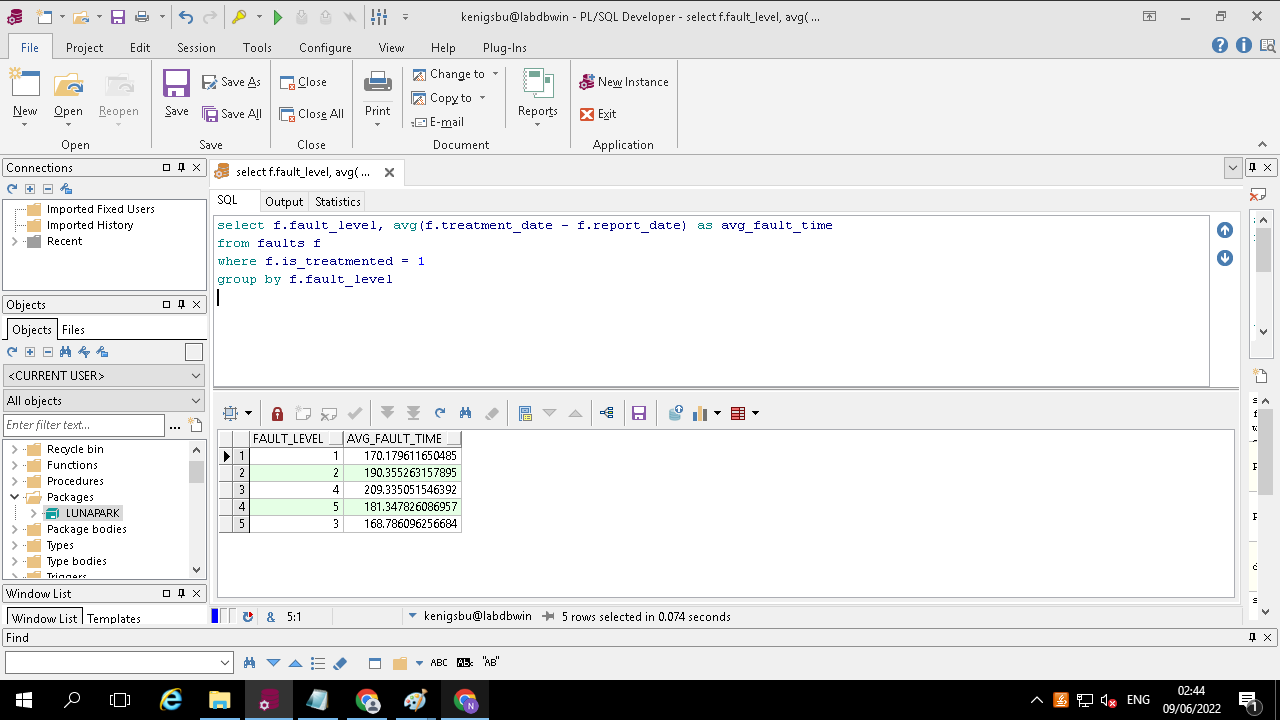 kenigsbu@labdbwin - PL/SQL Developer - select f.fault_level, avg( ...
File Project Edit Session Tools Configure View Help Plug-Ins
New Open Reopen Save Save As Save All Close Close All Print Change to Copy to E-mail Reports New Instance Exit
Open Save Close Document Application
Connections
Imported Fixed Users
Imported History
Recent
Objects
Objects Files
<CURRENT USER>
All objects
Enter filter text... ...
Recycle bin
Functions
Procedures
Packages
LUNAPARK
Package bodies
Types
Type bodies
Triggers
Window List
Window List Templates
select f.fault_level, avg( ...
SQL Output Statistics
select f.fault_level, avg(f.treatment_date - f.report_date) as avg_fault_time
from faults f
where f.is_treatmented = 1
group by f.fault_level
FAULT_LEVEL AVG_FAULT_TIME
1 1 170.179611650485
2 2 190.355263157895
3 4 209.335051546392
4 5 181.347826086957
5 3 168.786096256684
& 5:1 kenigsbu@labdbwin 5 rows selected in 0.074 seconds
Find
ABC AB: "AB"
ENG 02:44
09/06/2022
1